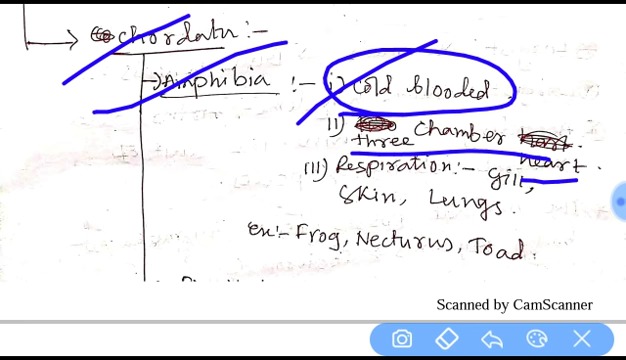 chordata :-
Amphibia :- i) cold blooded
II) three chamber heart.
III) Respiration:- gill,
skin, Lungs.
ex:- Frog, Necturus, Toad.
Scanned by CamScanner